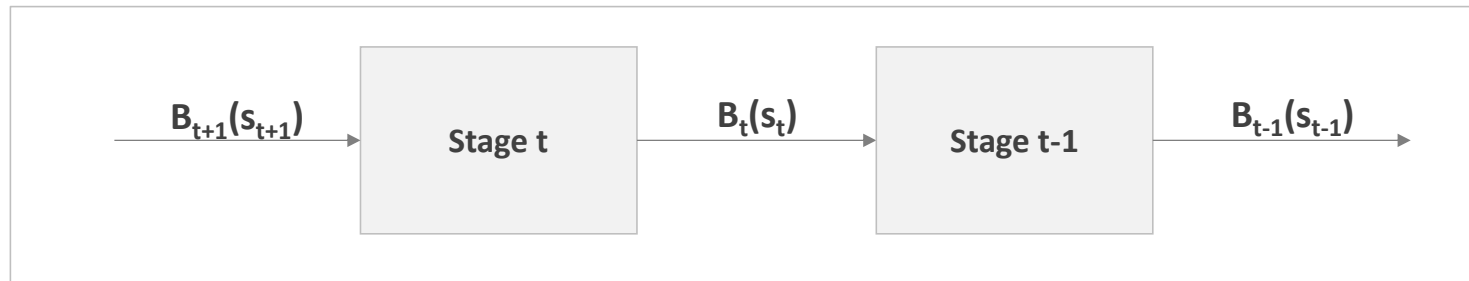 B_{t+1}(s_{t+1})
Stage t
B_t(s_t)
Stage t-1
B_{t-1}(s_{t-1})